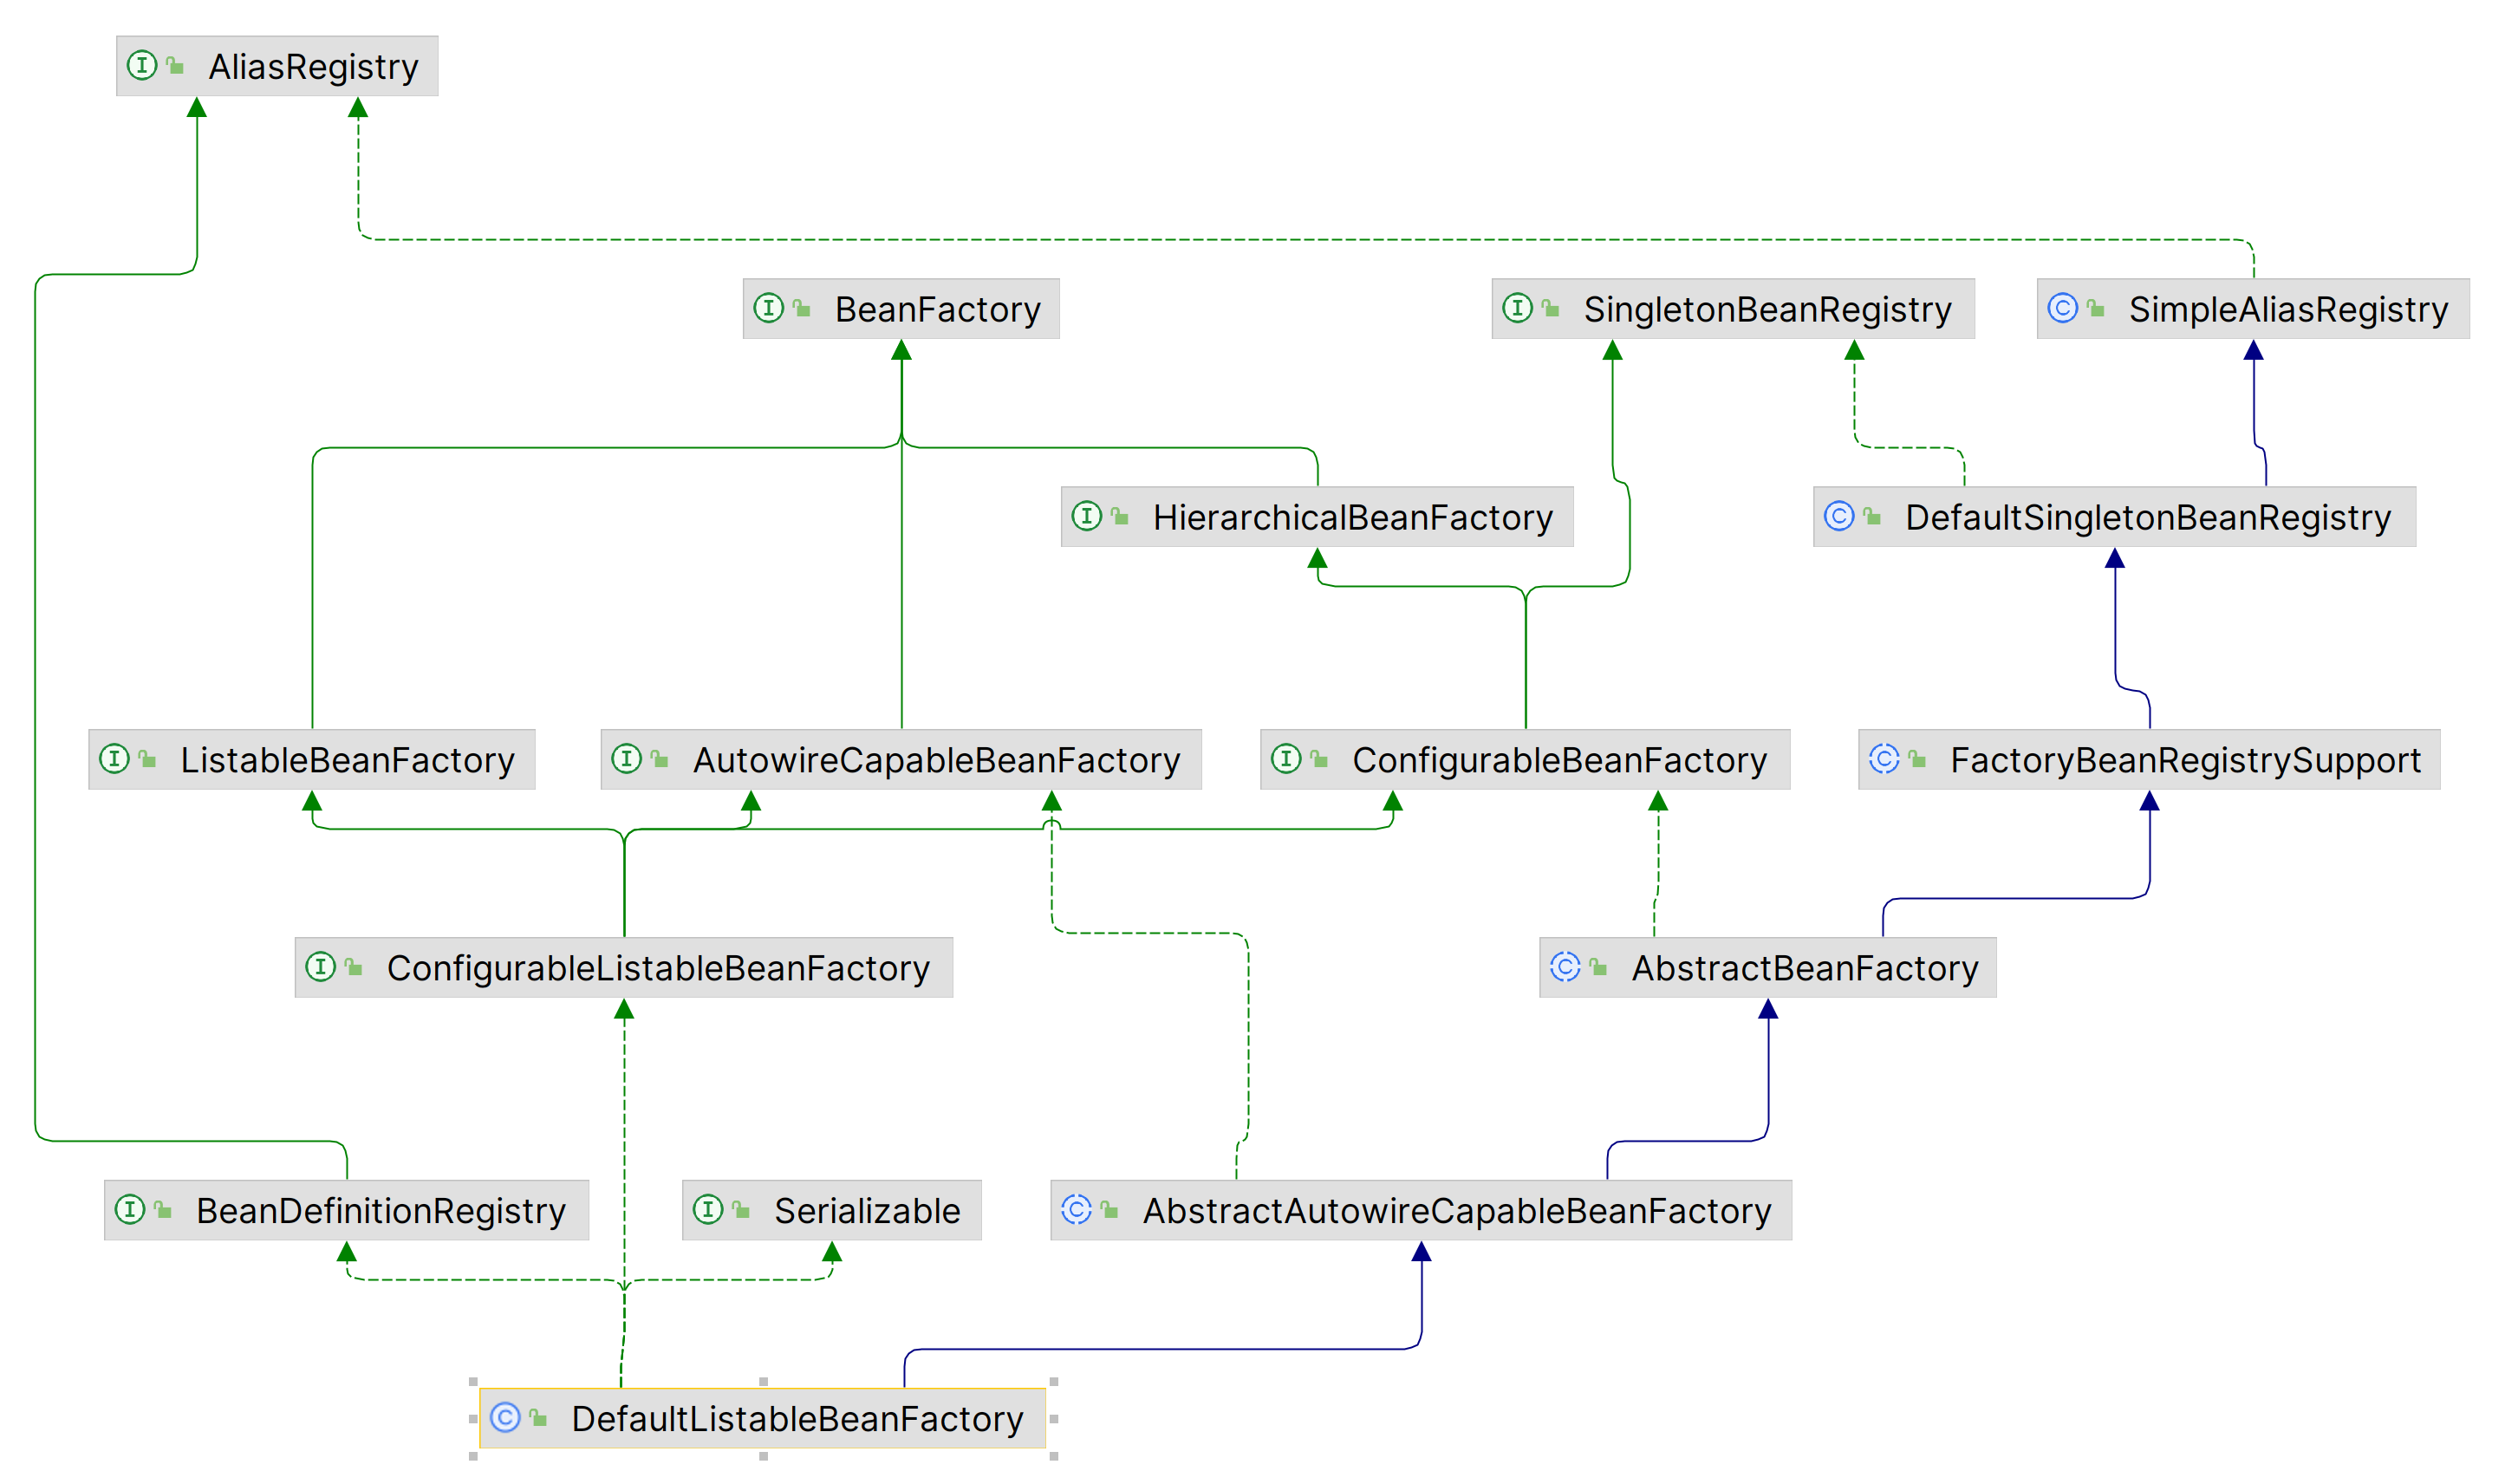 AliasRegistry
BeanFactory
SingletonBeanRegistry
SimpleAliasRegistry
HierarchicalBeanFactory
DefaultSingletonBeanRegistry
ListableBeanFactory
AutowireCapableBeanFactory
ConfigurableBeanFactory
FactoryBeanRegistrySupport
ConfigurableListableBeanFactory
AbstractBeanFactory
BeanDefinitionRegistry
Serializable
AbstractAutowireCapableBeanFactory
DefaultListableBeanFactory